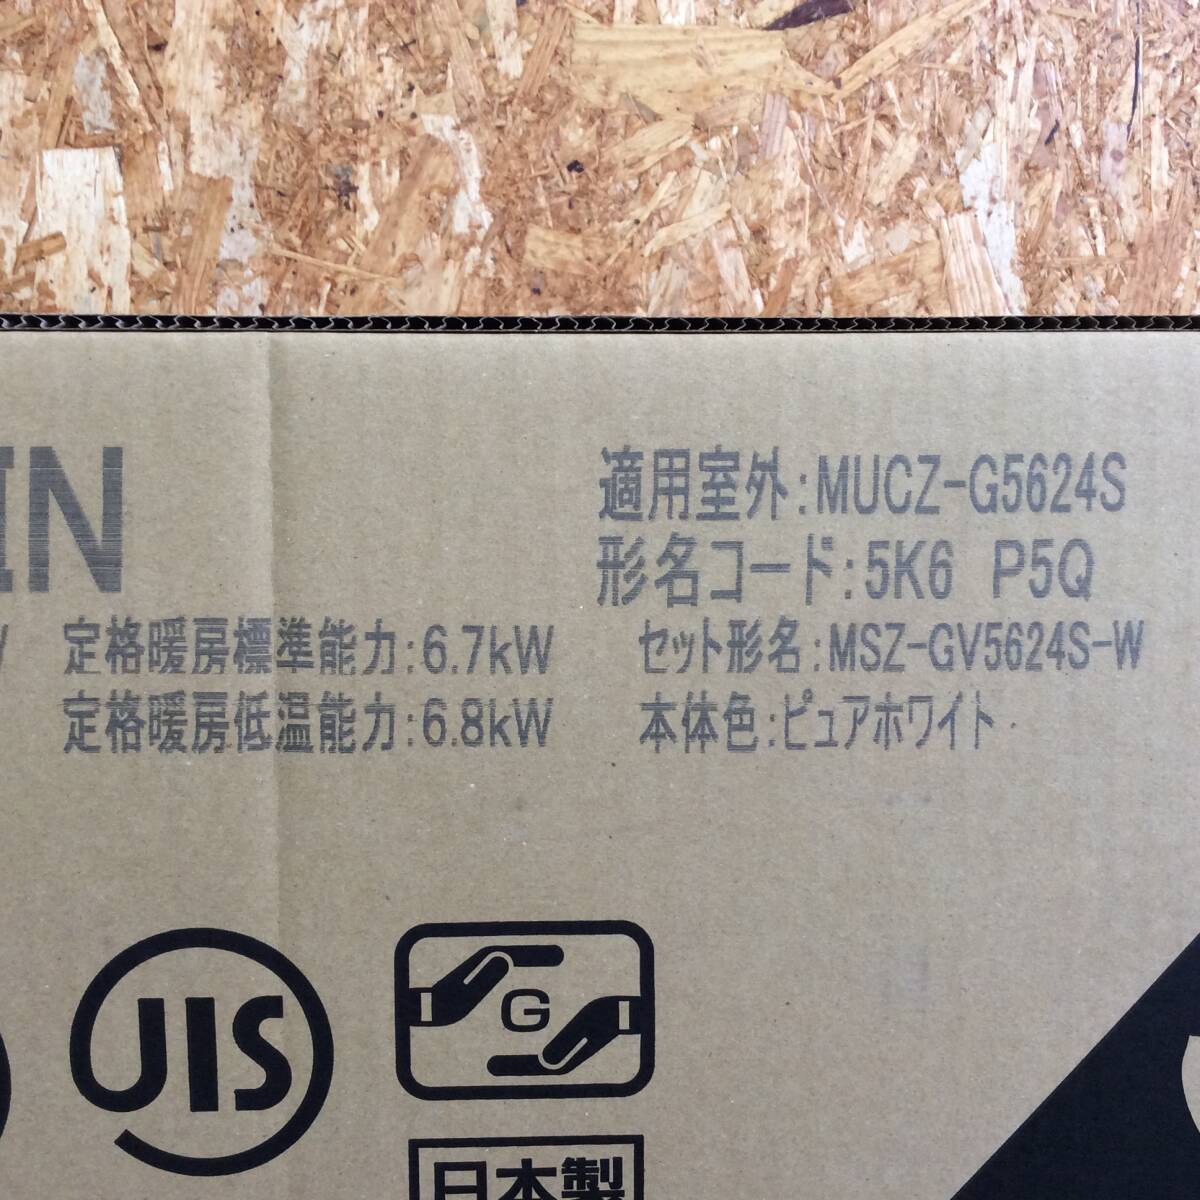 適用室外:MUCZ-G5624S
IN
形名コード:5K6 P5Q
定格暖房標準能力:6.7kW
セット形名:MSZ-GV5624S-W
定格暖房低温能力:6.8kW
本体色:ピュアホワイト
JIS
G
日本製